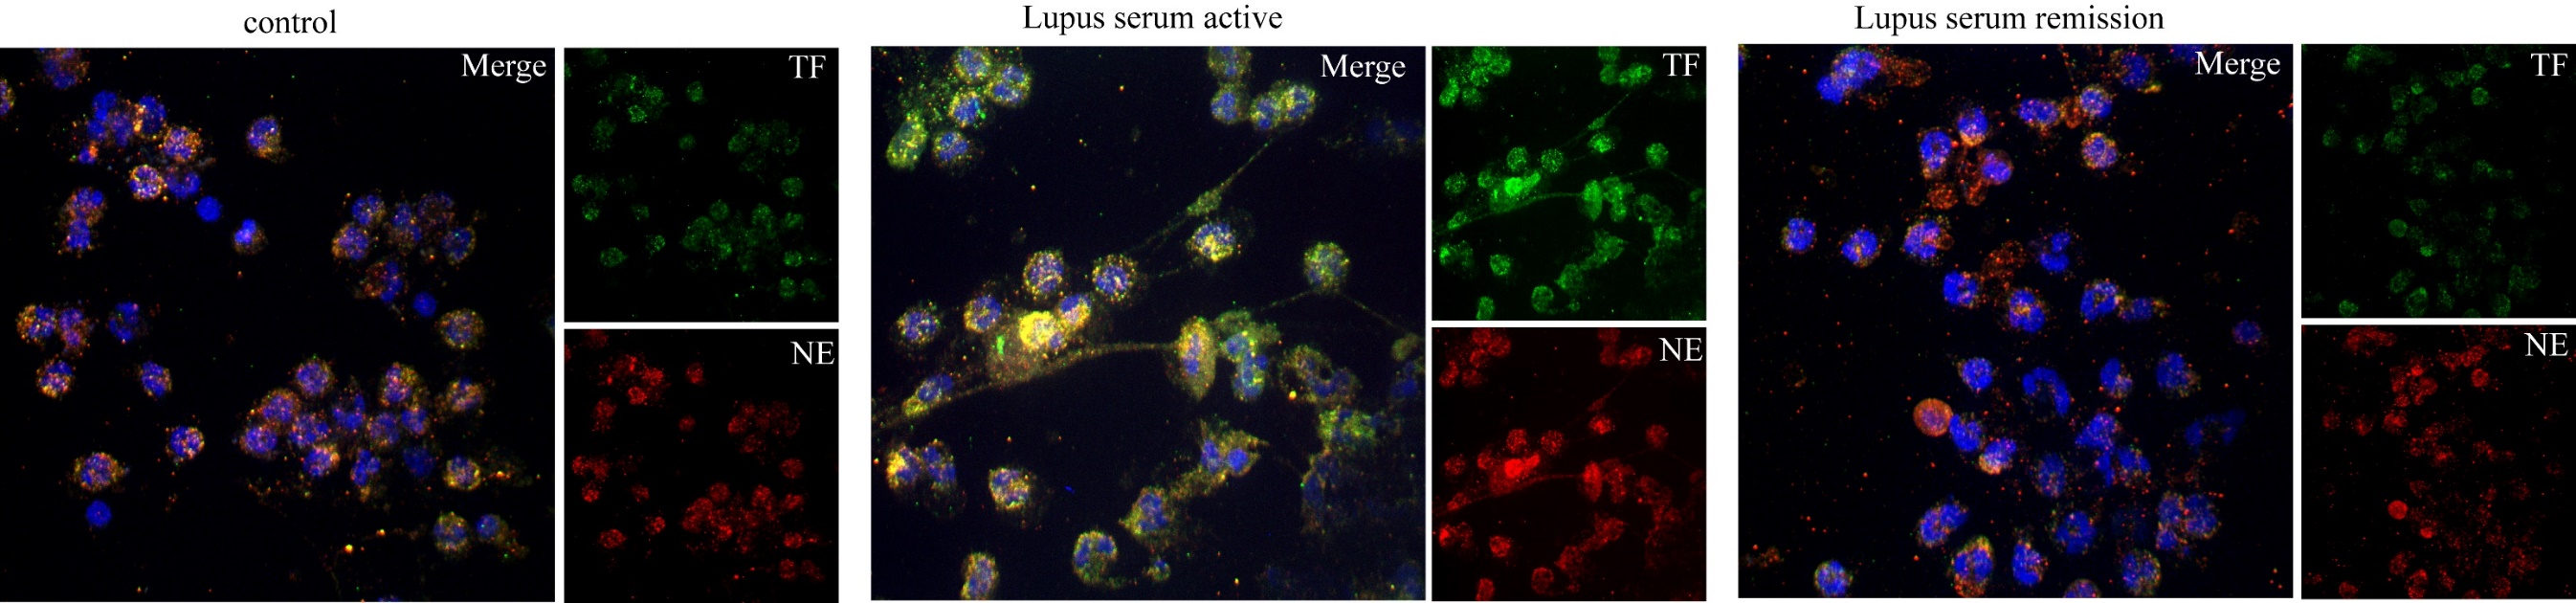 control
Merge
TF
NE
Lupus serum active
Merge
TF
NE
Lupus serum remission
Merge
TF
NE